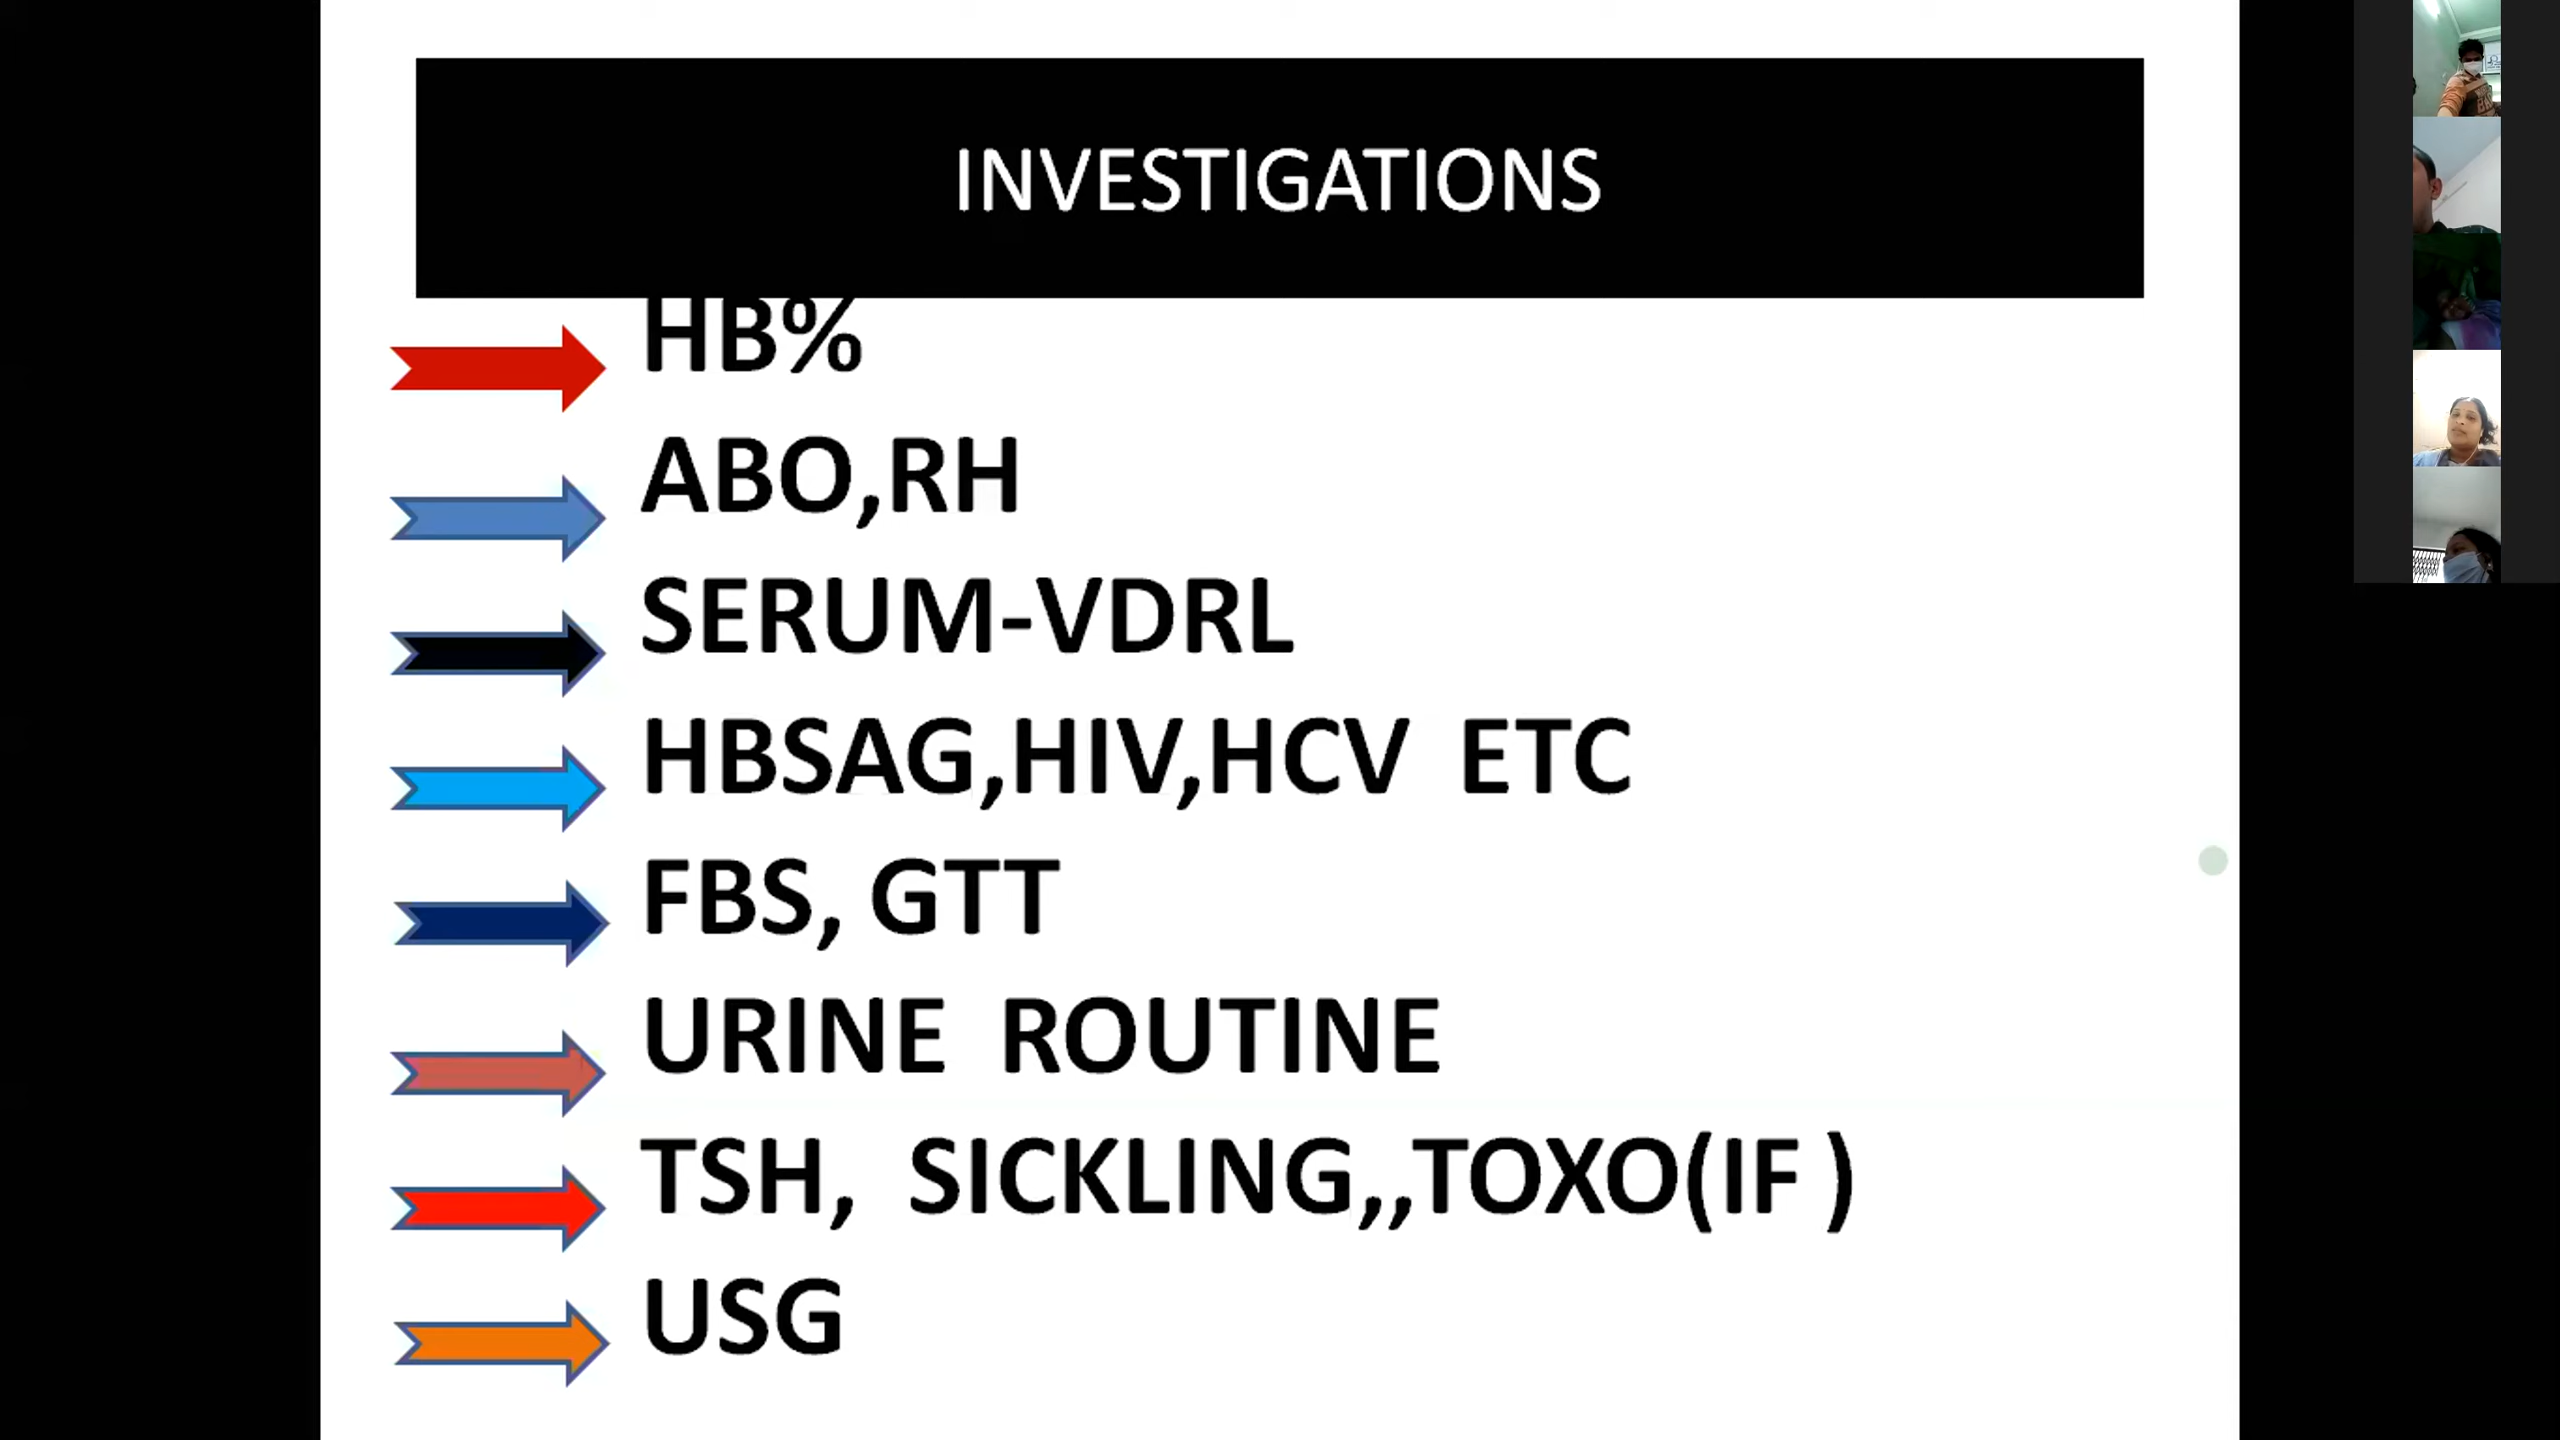 INVESTIGATIONS
HB%
ABO,RH
SERUM-VDRL
HBSAG,HIV,HCV ETC
FBS, GTT
URINE ROUTINE
TSH, SICKLING,,TOXO(IF )
USG